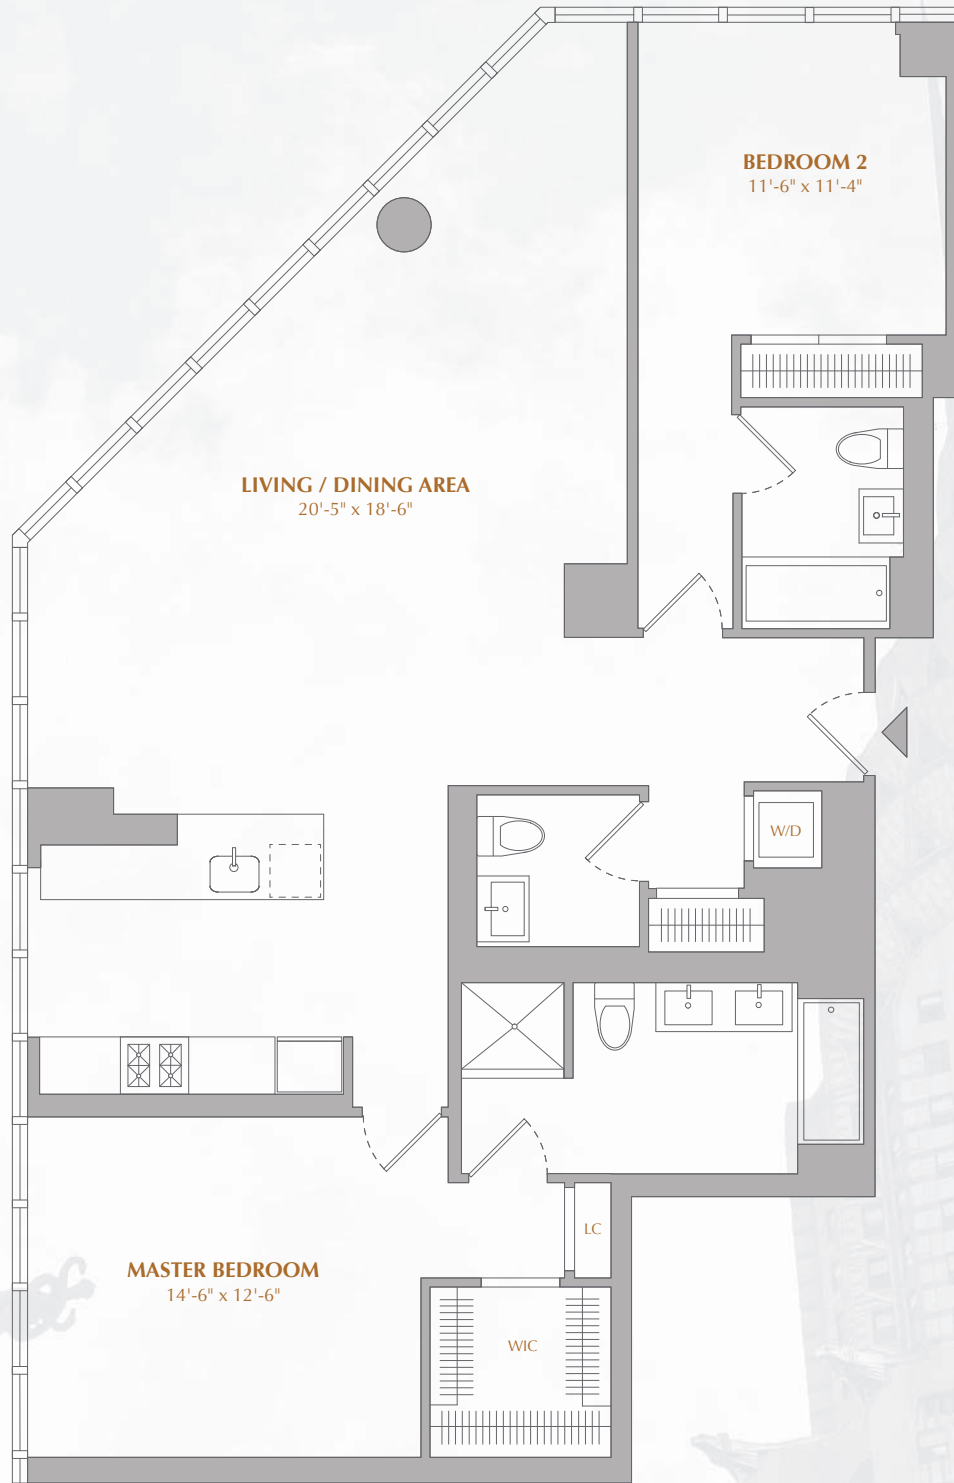 BEDROOM 2
11'-6" x 11'-4"
LIVING / DINING AREA
20'-5" x 18'-6"
W/D
LC
MASTER BEDROOM
14'-6" x 12'-6"
WIC